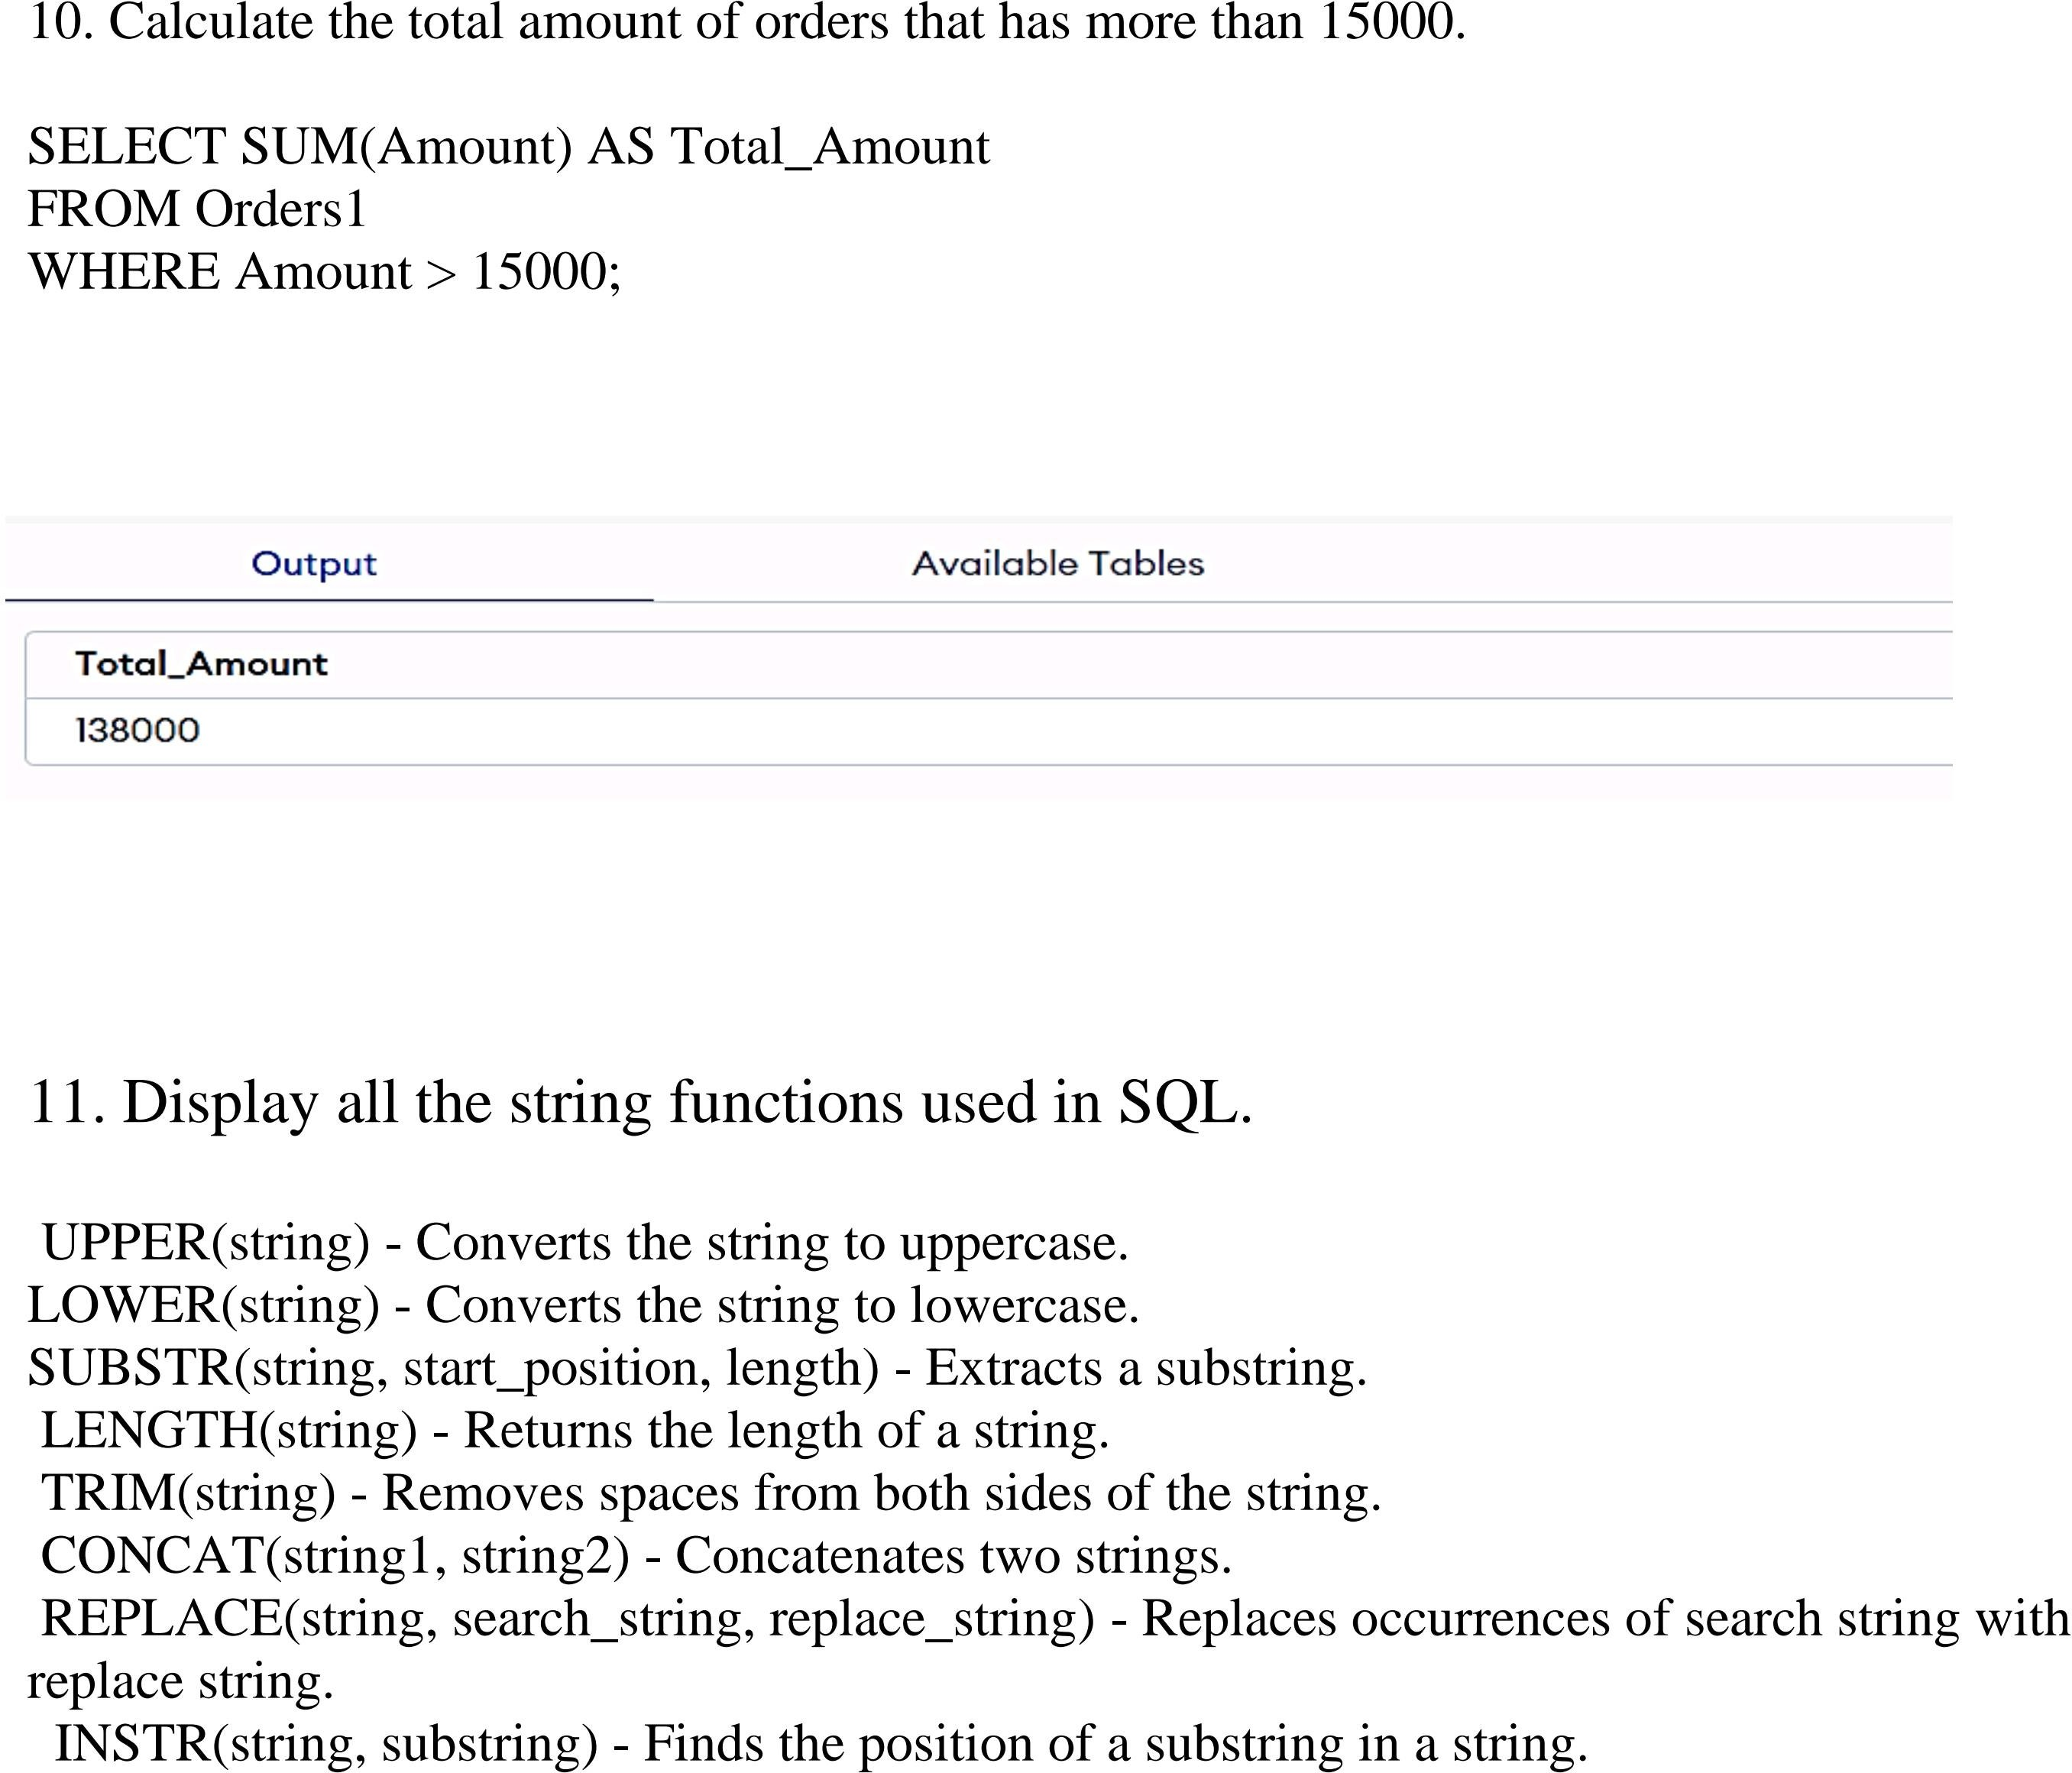 10. Calculate the total amount of orders that has more than 15000.
SELECT SUM(Amount) AS Total_Amount
FROM Orders1
WHERE Amount > 15000;
Output Available Tables
Total_Amount
138000
11. Display all the string functions used in SQL.
UPPER(string) - Converts the string to uppercase.
LOWER(string) - Converts the string to lowercase.
SUBSTR(string, start_position, length) - Extracts a substring.
LENGTH(string) - Returns the length of a string.
TRIM(string) - Removes spaces from both sides of the string.
CONCAT(string1, string2) - Concatenates two strings.
REPLACE(string, search_string, replace_string) - Replaces occurrences of search string with
replace string.
INSTR(string, substring) - Finds the position of a substring in a string.